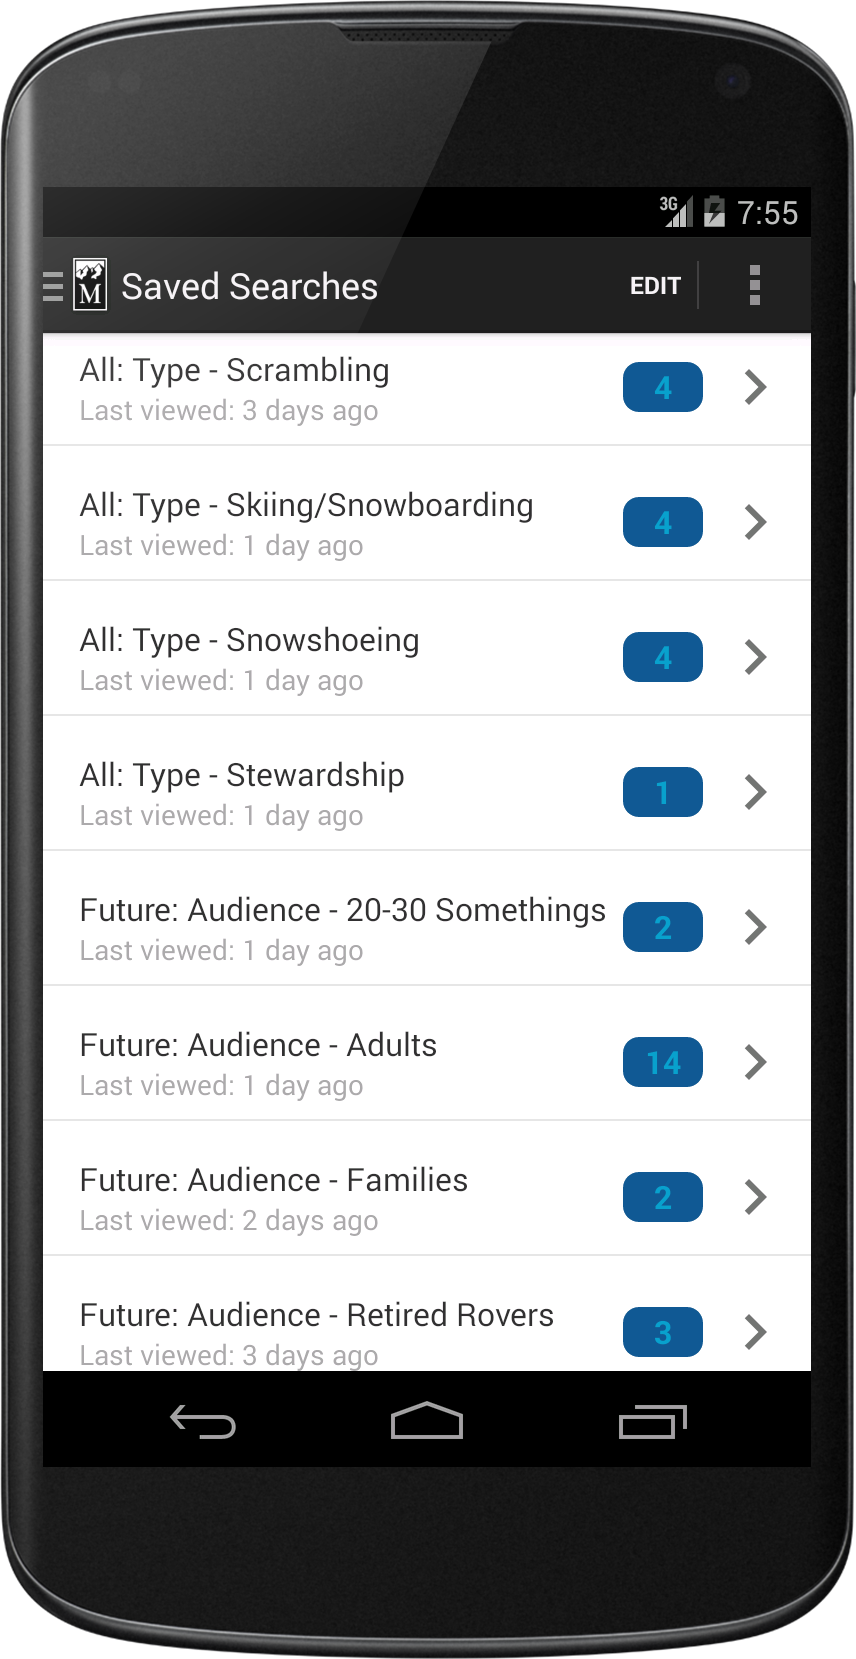 3G 7:55
M Saved Searches EDIT
All: Type - Scrambling
Last viewed: 3 days ago
4
All: Type - Skiing/Snowboarding
Last viewed: 1 day ago
4
All: Type - Snowshoeing
Last viewed: 1 day ago
4
All: Type - Stewardship
Last viewed: 1 day ago
1
Future: Audience - 20-30 Somethings
Last viewed: 1 day ago
2
Future: Audience - Adults
Last viewed: 1 day ago
14
Future: Audience - Families
Last viewed: 2 days ago
2
Future: Audience - Retired Rovers
Last viewed: 3 days ago
3